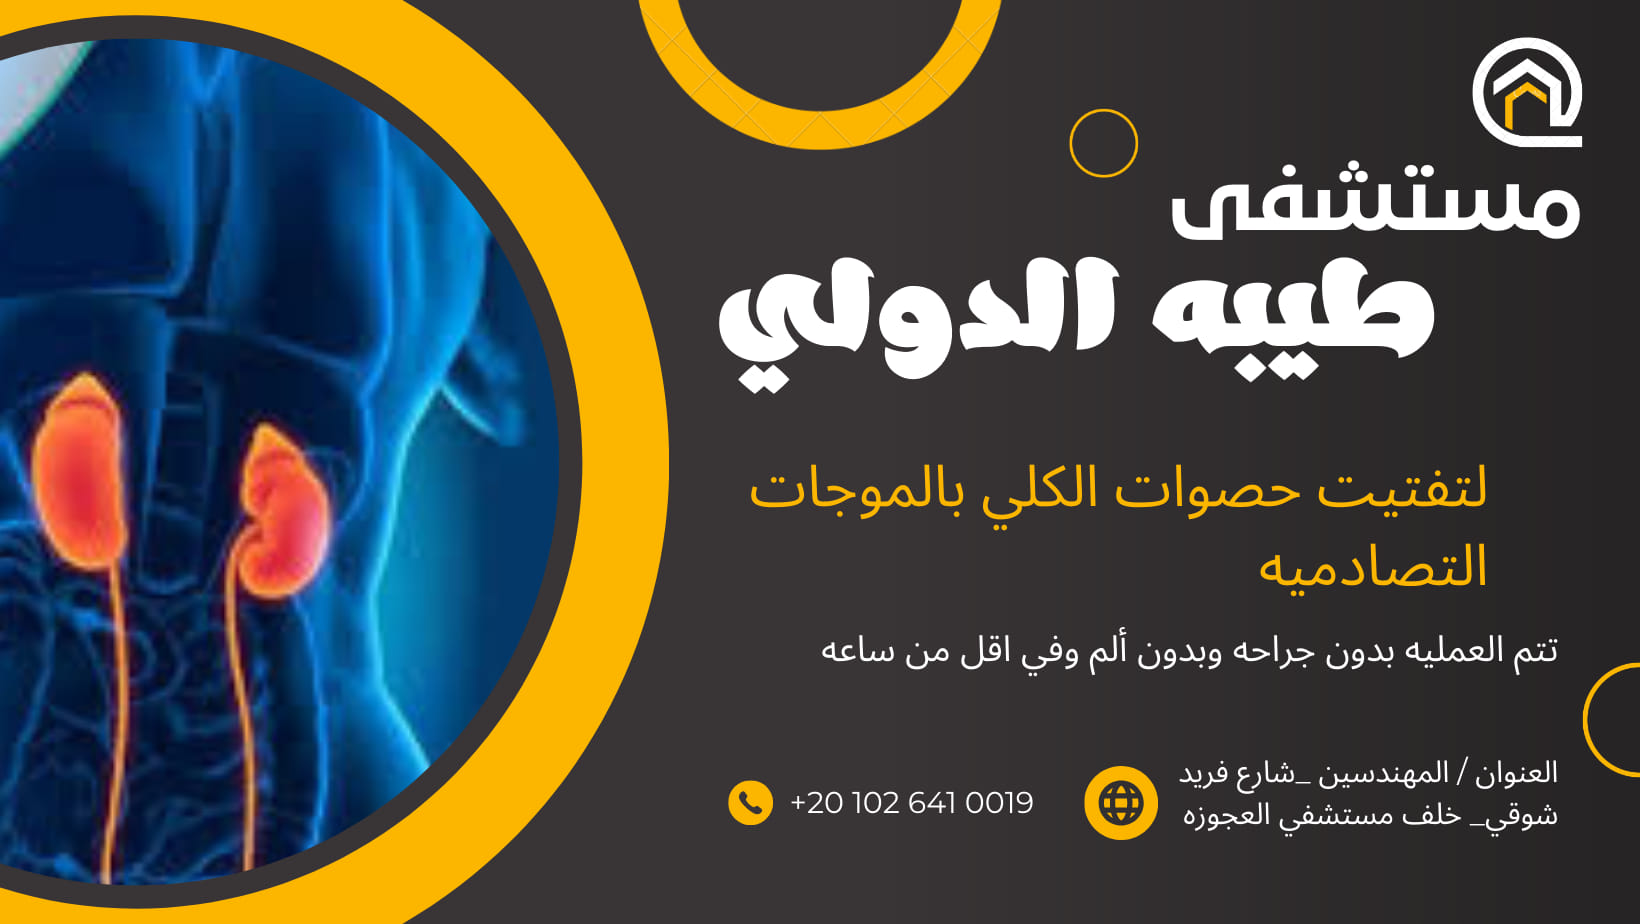 مستشفى
طيبه الدولي
لتفتيت حصوات الكلي بالموجات
التصادميه
تتم العمليه بدون جراحه وبدون ألم وفي اقل من ساعه
العنوان / المهندسين _شارع فريد
شوقي_ خلف مستشفي العجوزه
+20 102 641 0019